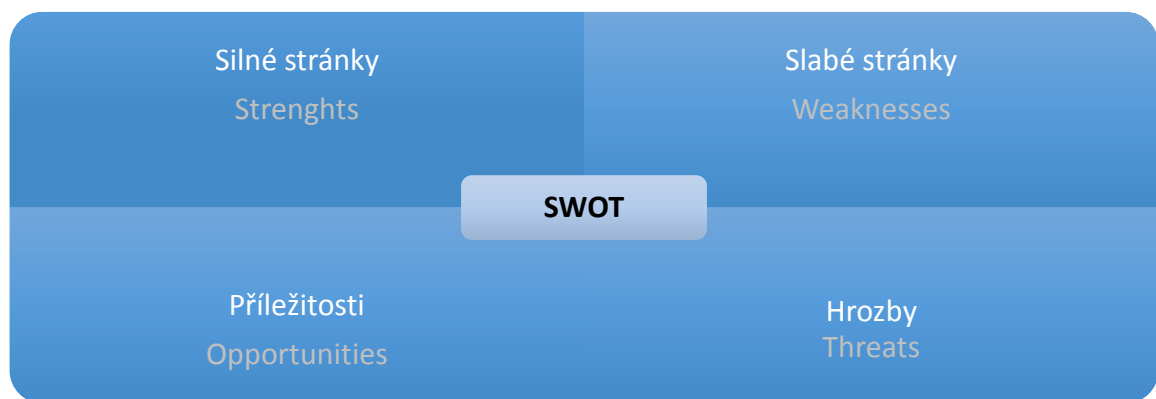 Silné stránky
Strenghts
Slabé stránky
Weaknesses
SWOT
Příležitosti
Opportunities
Hrozby
Threats